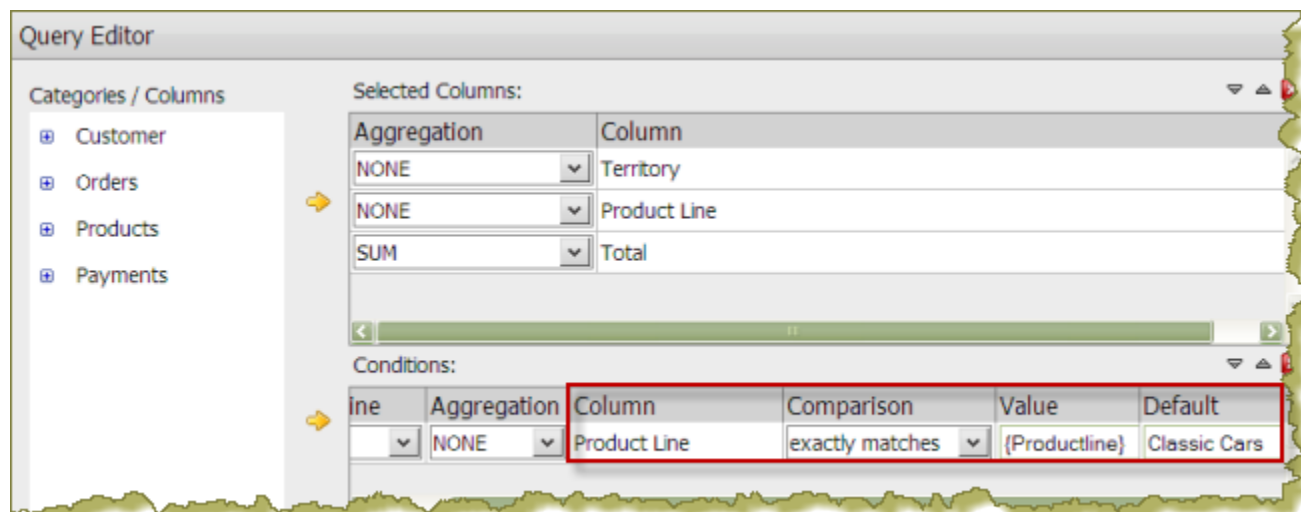 Query Editor
Categories / Columns
Customer
Orders
Products
Payments
Selected Columns:
Aggregation Column
NONE Territory
NONE Product Line
SUM Total
Conditions:
ine Aggregation Column Comparison Value Default
NONE Product Line exactly matches {Productline} Classic Cars